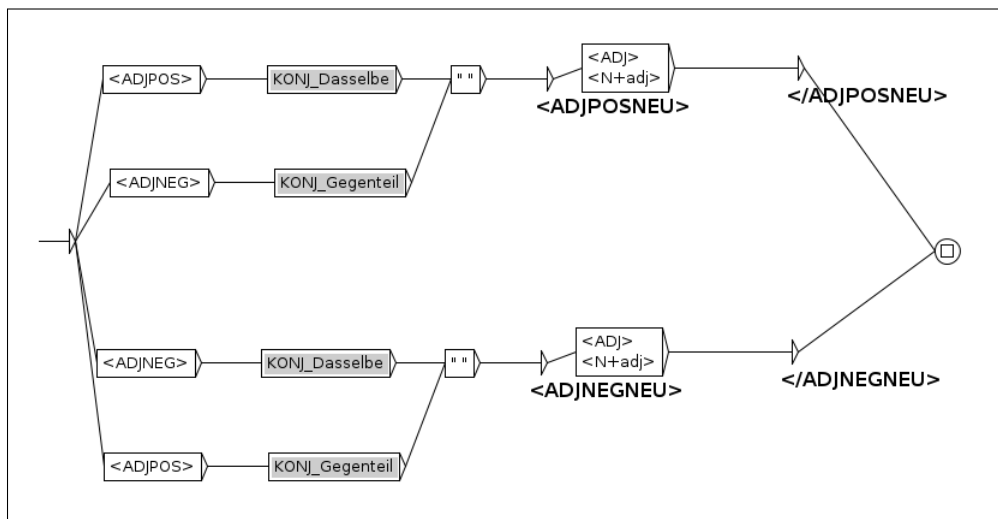 <ADJPOS> KONJ_Dasselbe " " <ADJ>
<N+adj>
<ADJPOSNEU> </ADJPOSNEU>
<ADJNEG> KONJ_Gegenteil
<ADJNEG> KONJ_Dasselbe " " <ADJ>
<N+adj>
<ADJNEGNEU> </ADJNEGNEU>
<ADJPOS> KONJ_Gegenteil